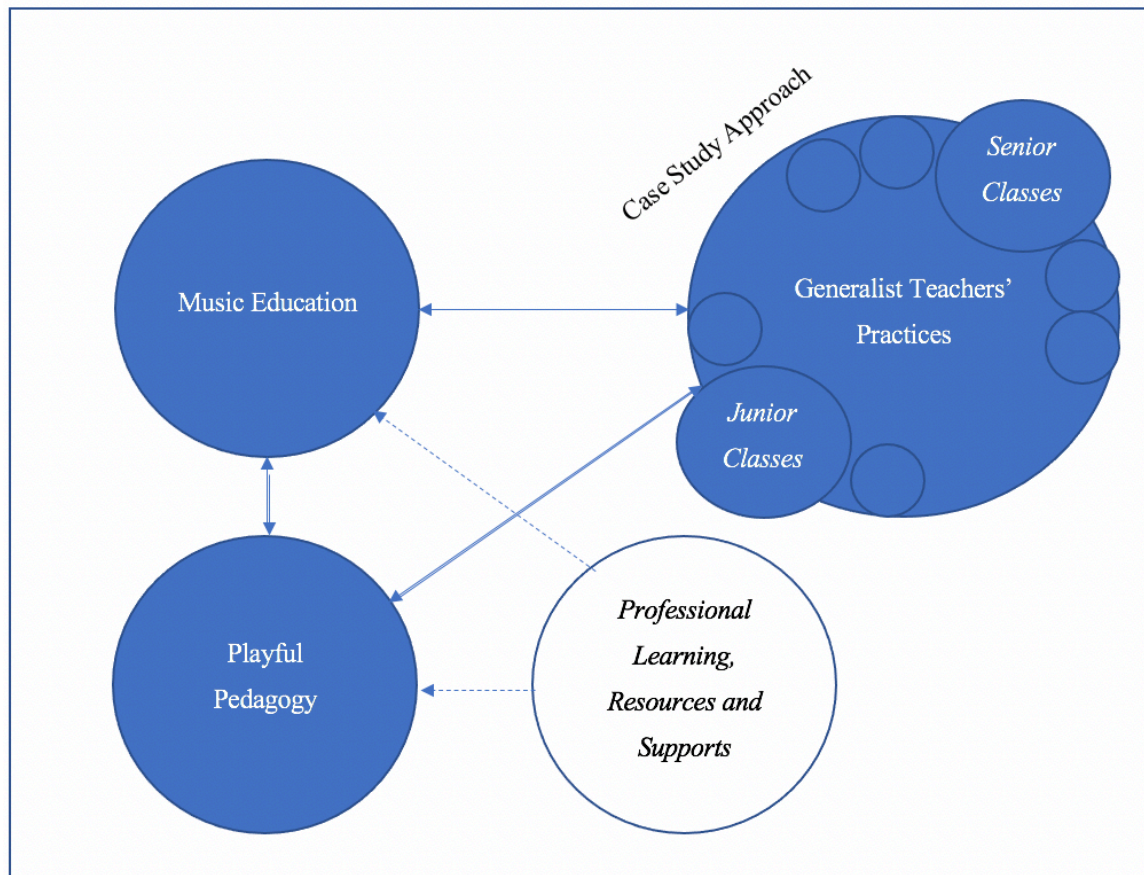 Case Study Approach
Senior
Classes
Music Education
Generalist Teachers’
Practices
Junior
Classes
Playful
Pedagogy
Professional
Learning,
Resources and
Supports